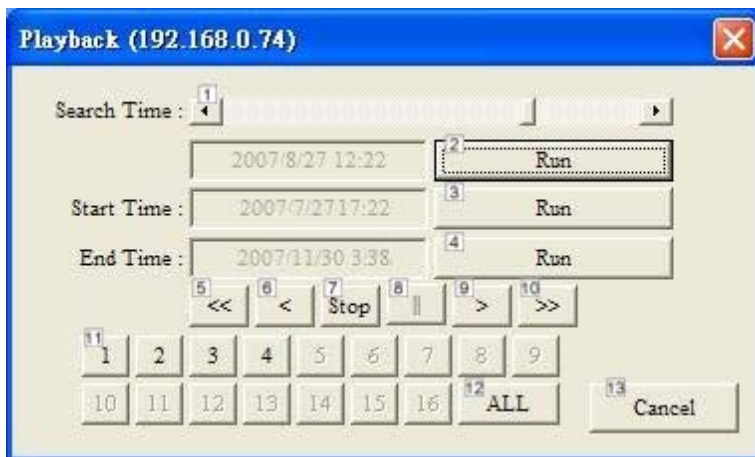 Playback (192.168.0.74)
1
Search Time :
2007/8/27 12:22 2 Run
Start Time : 2007/7/27 17:22 3 Run
End Time : 2007/11/30 3:38 4 Run
5 << 6 < 7 Stop 8 || 9 > 10 >>
11 1 2 3 4 5 6 7 8 9
10 11 12 13 14 15 16 12 ALL 13 Cancel